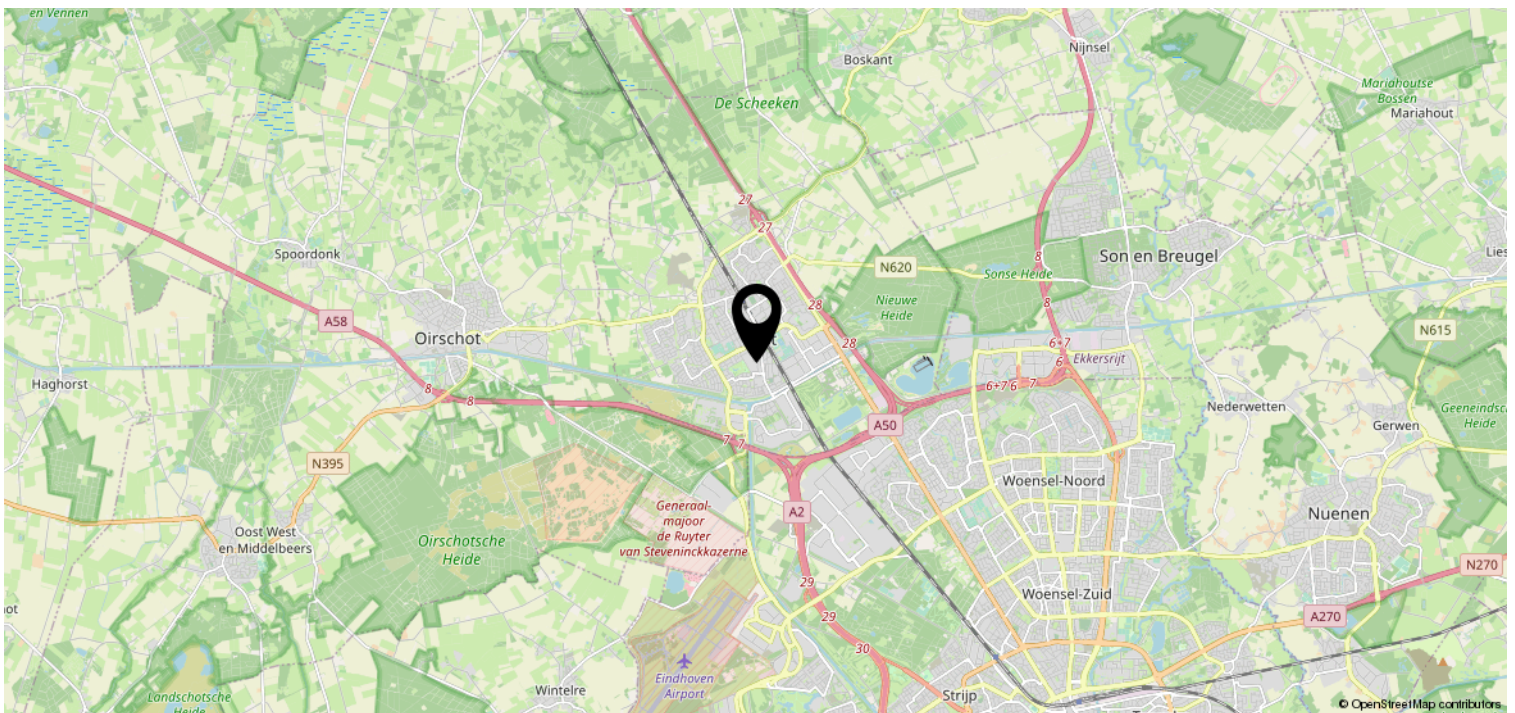 en Vennen
Boskant
Nijnsel
Mariahoutse
Bossen
Mariahout
De Scheeken
27
27
Spoordonk
8
Son en Breugel
N620
Sonse Heide
Nieuwe
Heide
8
28
A58
Oirschot
28
6+7
6
Ekkersrijt
N615
Haghorst
8
8
6+7
6
7
Nederwetten
Gerwen
Heide
A50
7
7
N395
Woensel-Noord
A2
Generaal-
majoor
de Ruyter
van Steveninckkazerne
Nuenen
Oost West
en Middelbeers
Oirschotsche
Heide
N270
29
Woensel-Zuid
29
A270
30
Eindhoven
Airport
Wintelre
Strijp
Landschotsche
Heide
© OpenStreetMap contributors